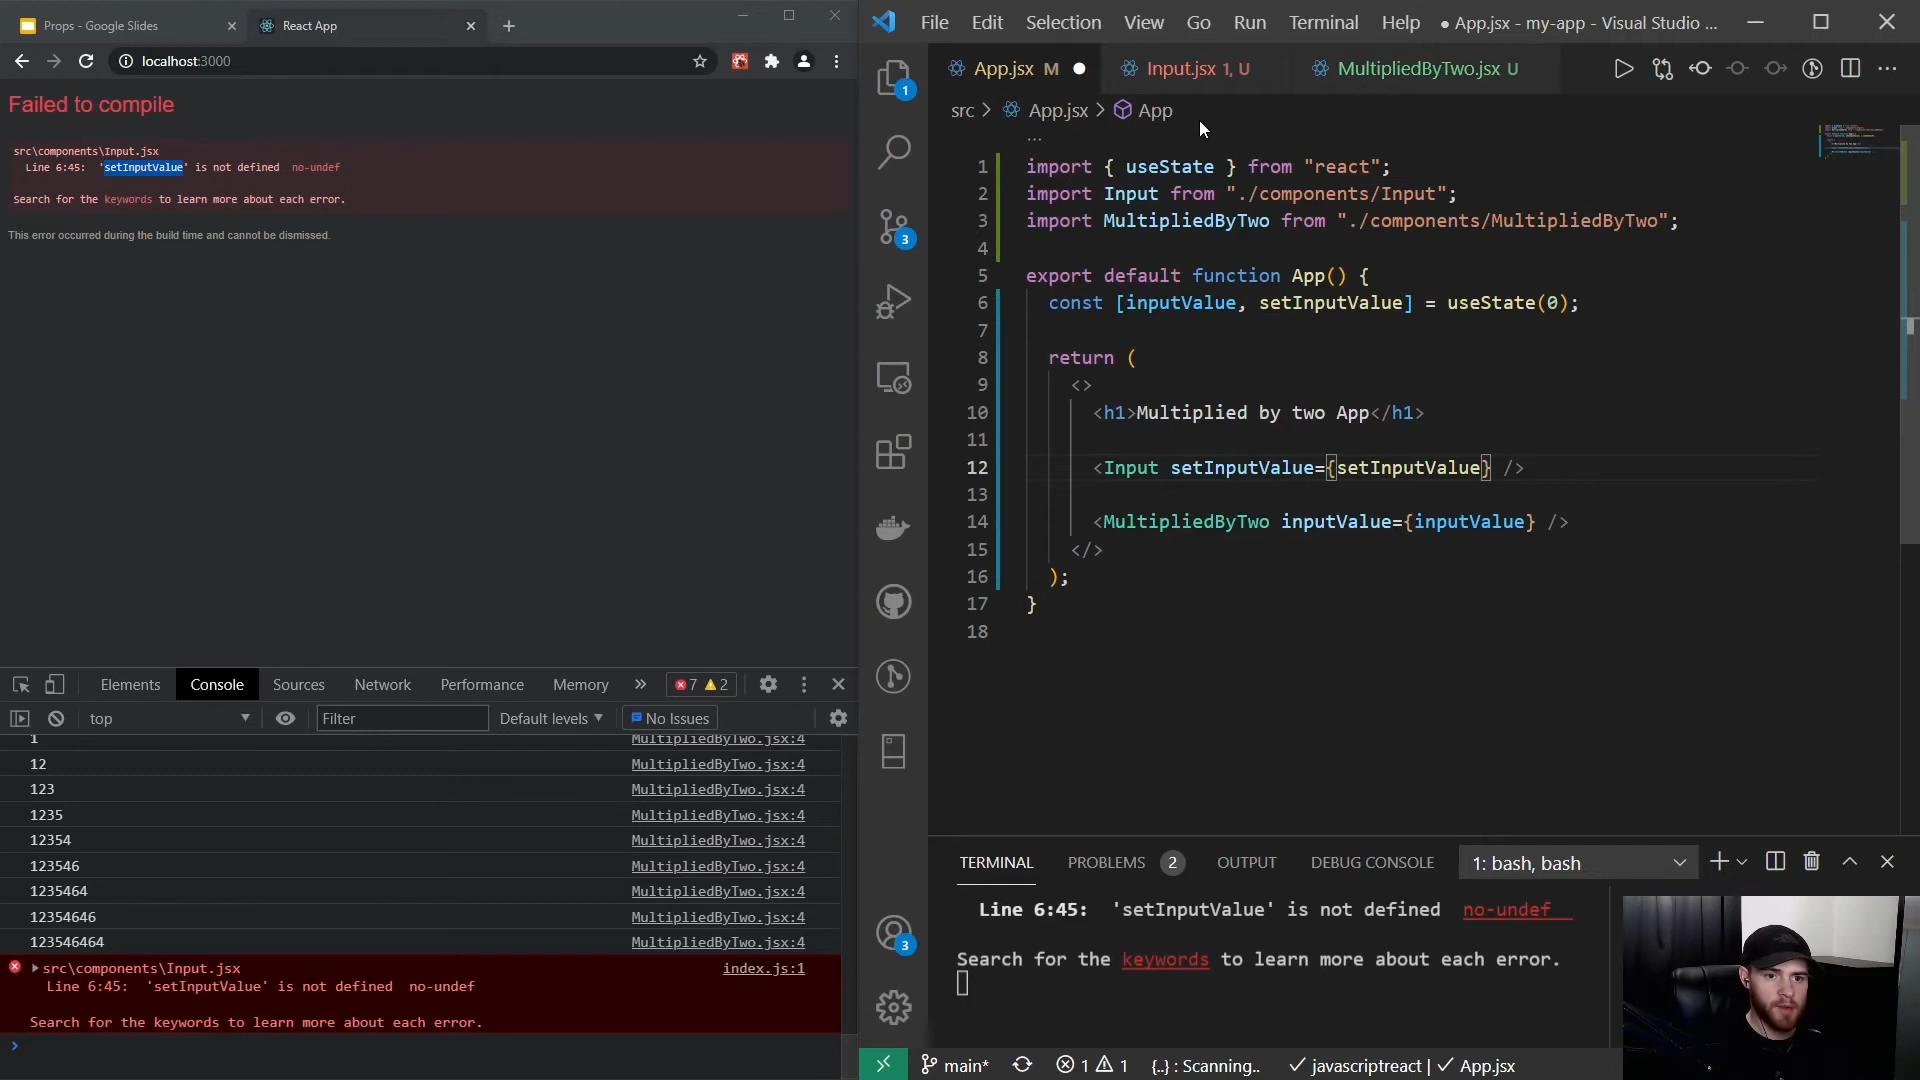 Props - Google Slides
React App
localhost:3000
Failed to compile
src\components\Input.jsx
Line 6:45: 'setInputValue' is not defined no-undef
Search for the keywords to learn more about each error.
This error occurred during the build time and cannot be dismissed.
Elements Console Sources Network Performance Memory » 7 2
top Filter Default levels No Issues
1 MultipliedByTwo.jsx:4
12 MultipliedByTwo.jsx:4
123 MultipliedByTwo.jsx:4
1235 MultipliedByTwo.jsx:4
12354 MultipliedByTwo.jsx:4
123546 MultipliedByTwo.jsx:4
1235464 MultipliedByTwo.jsx:4
12354646 MultipliedByTwo.jsx:4
123546464 MultipliedByTwo.jsx:4
src\components\Input.jsx index.js:1
Line 6:45: 'setInputValue' is not defined no-undef
Search for the keywords to learn more about each error.
File Edit Selection View Go Run Terminal Help ● App.jsx - my-app - Visual Studio ...
App.jsx M ● Input.jsx 1, U MultipliedByTwo.jsx U
src > App.jsx > App
1 import { useState } from "react";
2 import Input from "./components/Input";
3 import MultipliedByTwo from "./components/MultipliedByTwo";
4
5 export default function App() {
6 const [inputValue, setInputValue] = useState(0);
7
8 return (
9 <>
10 <h1>Multiplied by two App</h1>
11
12 <Input setInputValue={setInputValue} />
13
14 <MultipliedByTwo inputValue={inputValue} />
15 </>
16 );
17 }
18
1
3
3
TERMINAL PROBLEMS 2 OUTPUT DEBUG CONSOLE 1: bash, bash
Line 6:45: 'setInputValue' is not defined no-undef
Search for the keywords to learn more about each error.
main* 1 1 {..} : Scanning.. javascriptreact | App.jsx